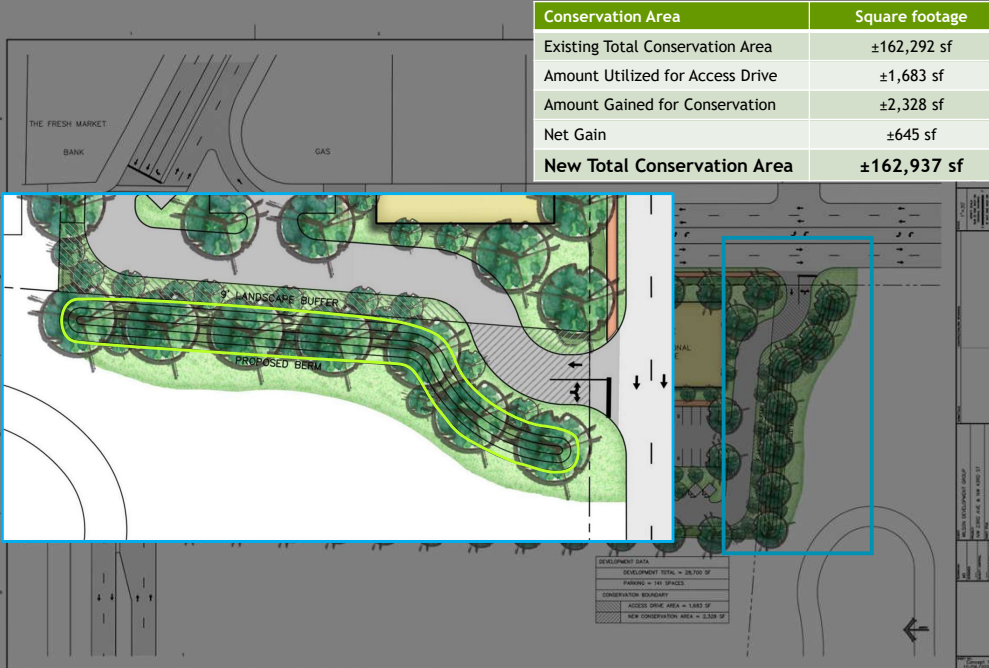 Conservation Area Square footage
Existing Total Conservation Area ±162,292 sf
Amount Utilized for Access Drive ±1,683 sf
Amount Gained for Conservation ±2,328 sf
Net Gain ±645 sf
New Total Conservation Area ±162,937 sf
THE FRESH MARKET
BANK
GAS
9' LANDSCAPE BUFFER
PROPOSED BERM
DEVELOPMENT DATA
DEVELOPMENT TOTAL = 28,700 SF
PARKING = 141 SPACES
CONSERVATION BOUNDARY
ACCESS DRIVE AREA = 1,683 SF
NEW CONSERVATION AREA = 2,328 SF